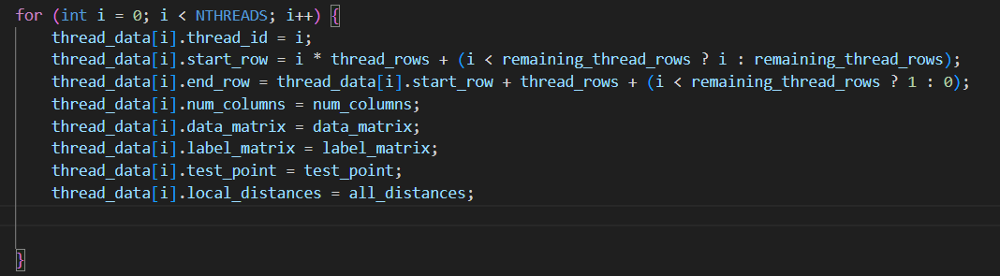 for (int i = 0; i < NTHREADS; i++) {
    thread_data[i].thread_id = i;
    thread_data[i].start_row = i * thread_rows + (i < remaining_thread_rows ? i : remaining_thread_rows);
    thread_data[i].end_row = thread_data[i].start_row + thread_rows + (i < remaining_thread_rows ? 1 : 0);
    thread_data[i].num_columns = num_columns;
    thread_data[i].data_matrix = data_matrix;
    thread_data[i].label_matrix = label_matrix;
    thread_data[i].test_point = test_point;
    thread_data[i].local_distances = all_distances;
}